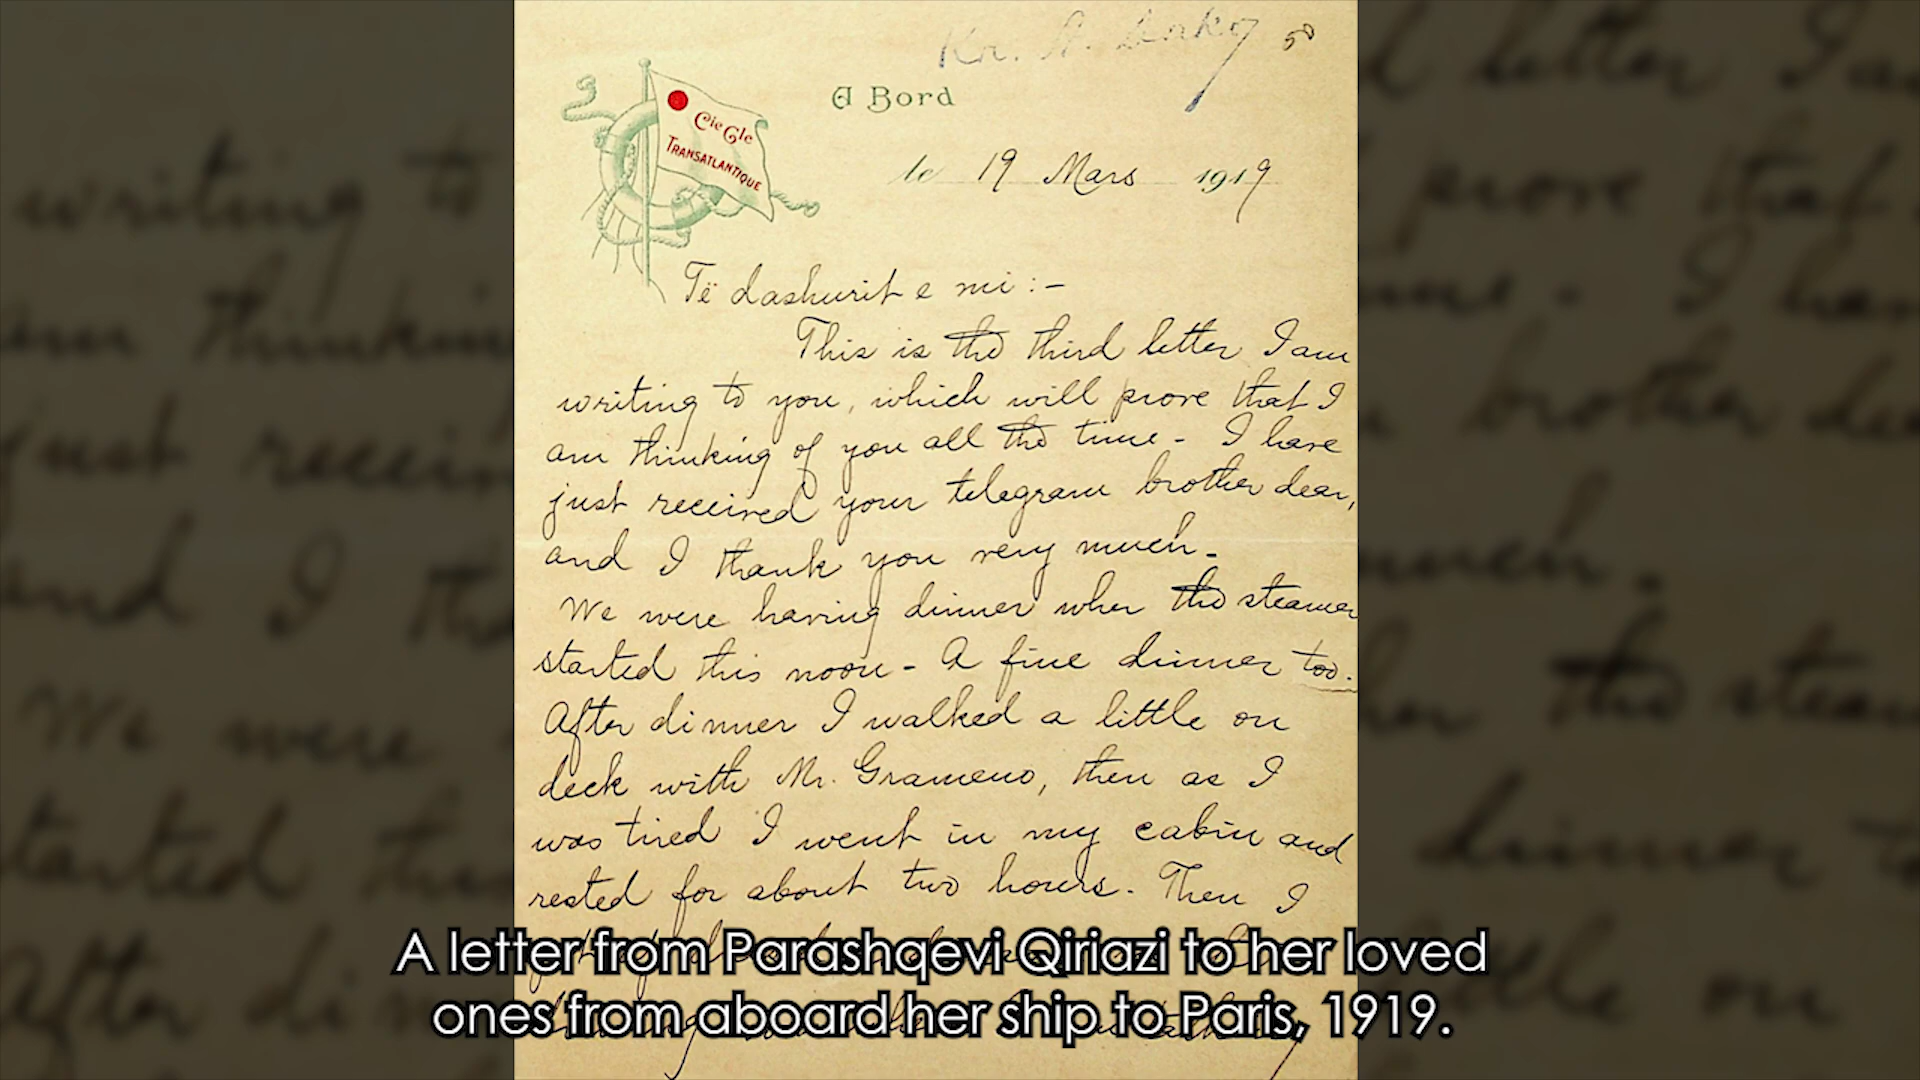 50
Cie Gle
TRANSATLANTIQUE
A Bord
le 19 Mars 1919
Të dashurit e mi :-
This is the third letter I am
writing to you, which will prove that I
am thinking of you all the time - I have
just received your telegram brother dear,
and I thank you very much -
We were having dinner when the steamer
started this noon - A fine dinner too.
After dinner I walked a little on
deck with Mr. Grameno, then as I
was tired I went in my cabin and
rested for about two hours. Then I
A letter from Parashqevi Qiriazi to her loved
ones from aboard her ship to Paris, 1919.